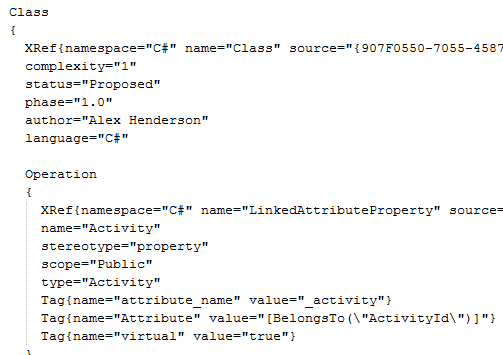 Class
{
XRef{namespace="C#" name="Class" source="{907F0550-7055-4587
complexity="1"
status="Proposed"
phase="1.0"
author="Alex Henderson"
language="C#"
Operation
{
XRef{namespace="C#" name="LinkedAttributeProperty" source=
name="Activity"
stereotype="property"
scope="Public"
type="Activity"
Tag{name="attribute_name" value="_activity"}
Tag{name="Attribute" value="[BelongsTo(\"ActivityId\")]"}
Tag{name="virtual" value="true"}
}